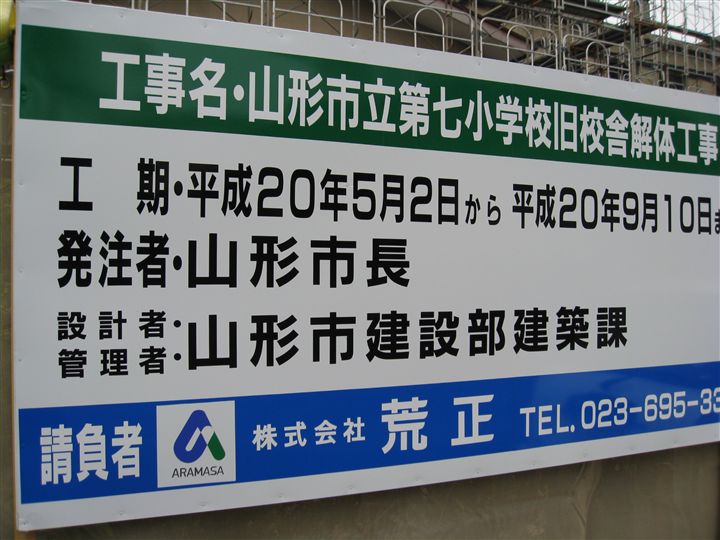 工事名・山形市立第七小学校旧校舎解体工事
工期・平成20年5月2日から 平成20年9月10日ま
発注者・山形市長
設計者・
管理者:山形市建設部建築課
請負者 ARAMASA 株式会社 荒正 TEL. 023-695-33